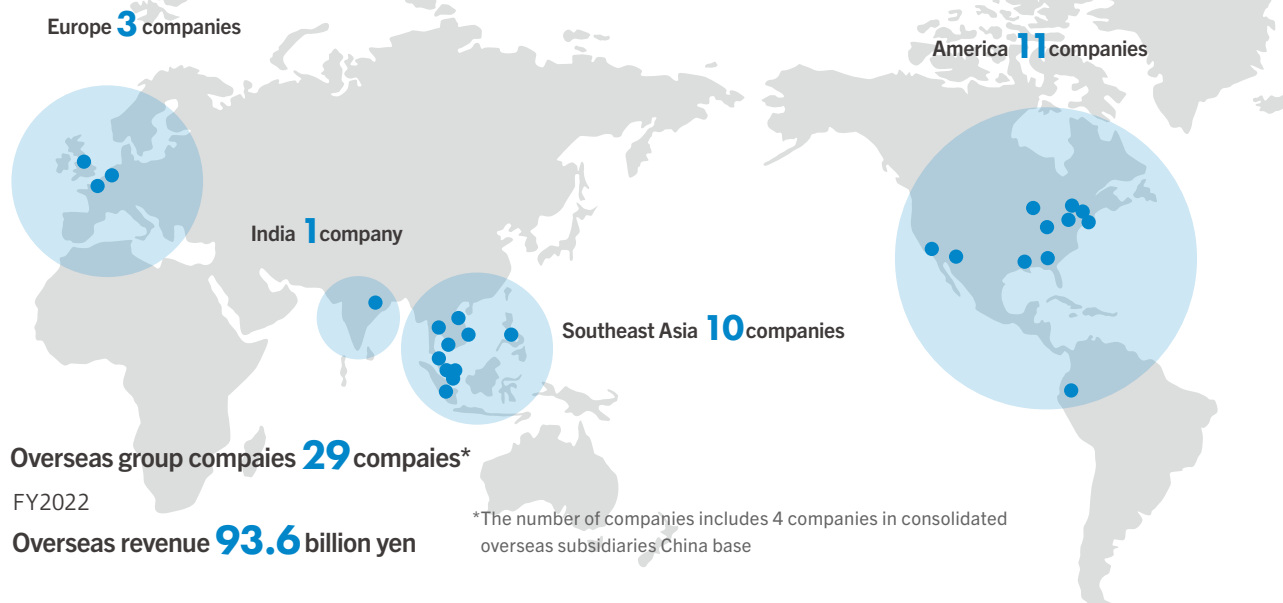 Europe 3 companies
America 11 companies
India 1 company
Southeast Asia 10 companies
Overseas group compaies 29 compaies*
FY2022
Overseas revenue 93.6 billion yen
*The number of companies includes 4 companies in consolidated
overseas subsidiaries China base